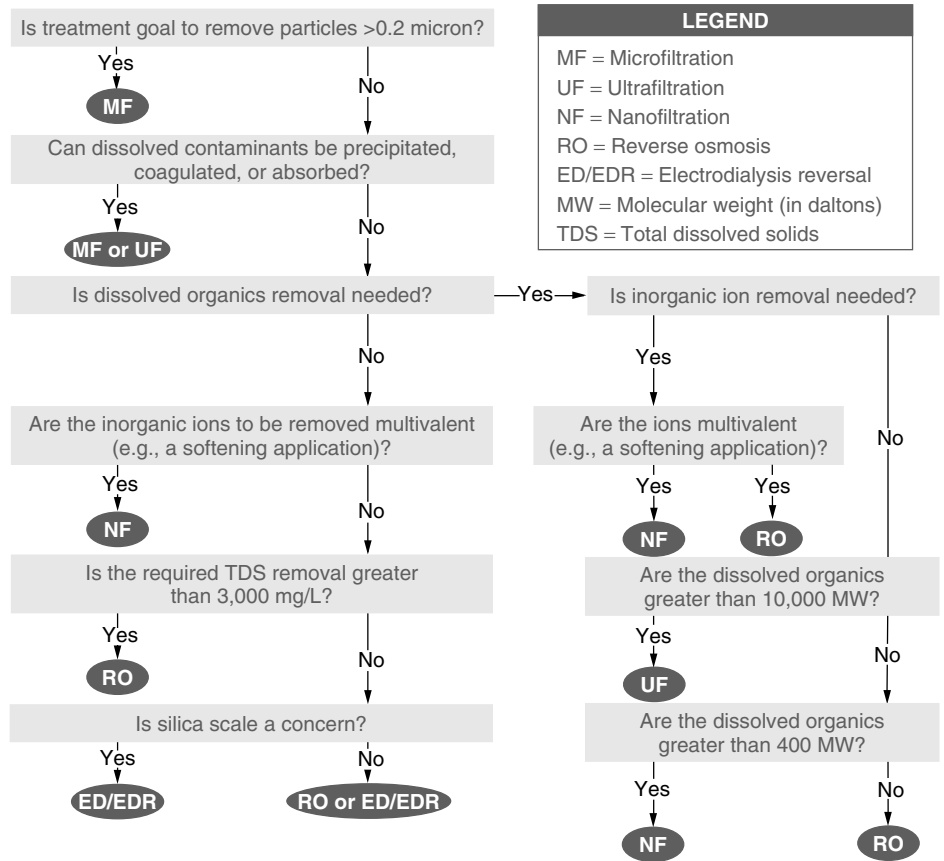 Is treatment goal to remove particles >0.2 micron?
Yes
No
MF
Can dissolved contaminants be precipitated,
coagulated, or absorbed?
Yes
No
MF or UF
LEGEND
MF = Microfiltration
UF = Ultrafiltration
NF = Nanofiltration
RO = Reverse osmosis
ED/EDR = Electrodialysis reversal
MW = Molecular weight (in daltons)
TDS = Total dissolved solids
Is dissolved organics removal needed?
Yes
Is inorganic ion removal needed?
No
Are the inorganic ions to be removed multivalent
(e.g., a softening application)?
Yes
No
NF
Is the required TDS removal greater
than 3,000 mg/L?
Yes
No
RO
Is silica scale a concern?
Yes
No
ED/EDR
RO or ED/EDR
Yes
No
Are the ions multivalent
(e.g., a softening application)?
Yes
Yes
NF
RO
Are the dissolved organics
greater than 10,000 MW?
Yes
No
UF
Are the dissolved organics
greater than 400 MW?
Yes
No
NF
RO